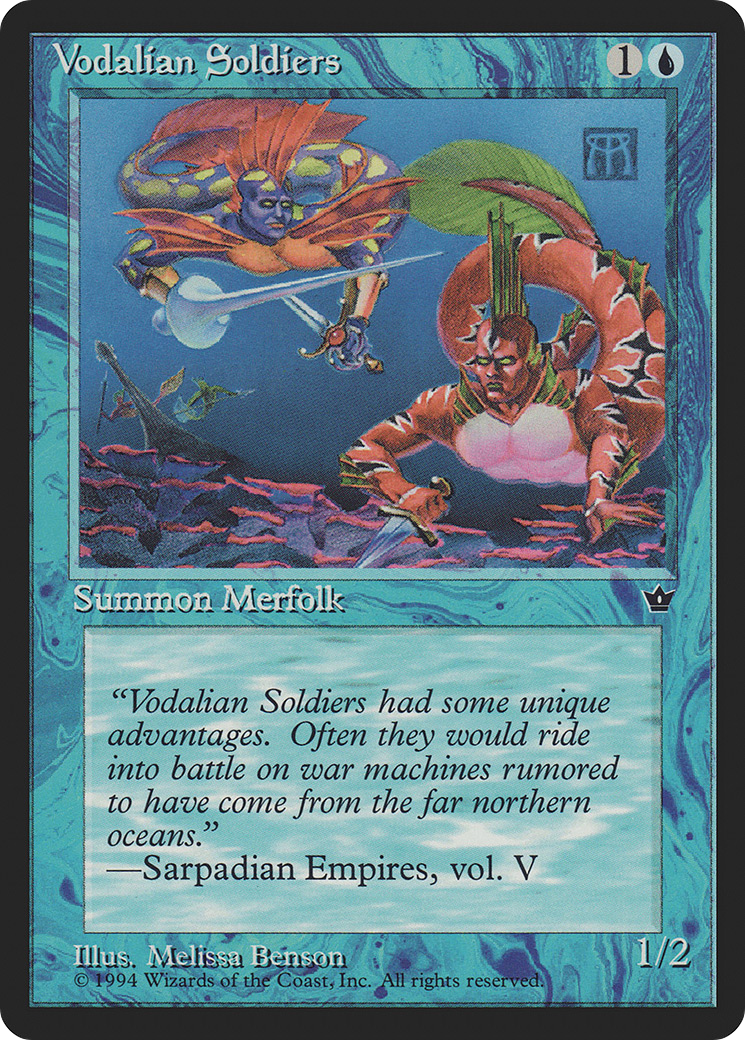 Vodalian Soldiers 1
Summon Merfolk
“Vodalian Soldiers had some unique
advantages. Often they would ride
into battle on war machines rumored
to have come from the far northern
oceans.”
—Sarpadian Empires, vol. V
Illus. Melissa Benson 1/2
© 1994 Wizards of the Coast, Inc. All rights reserved.